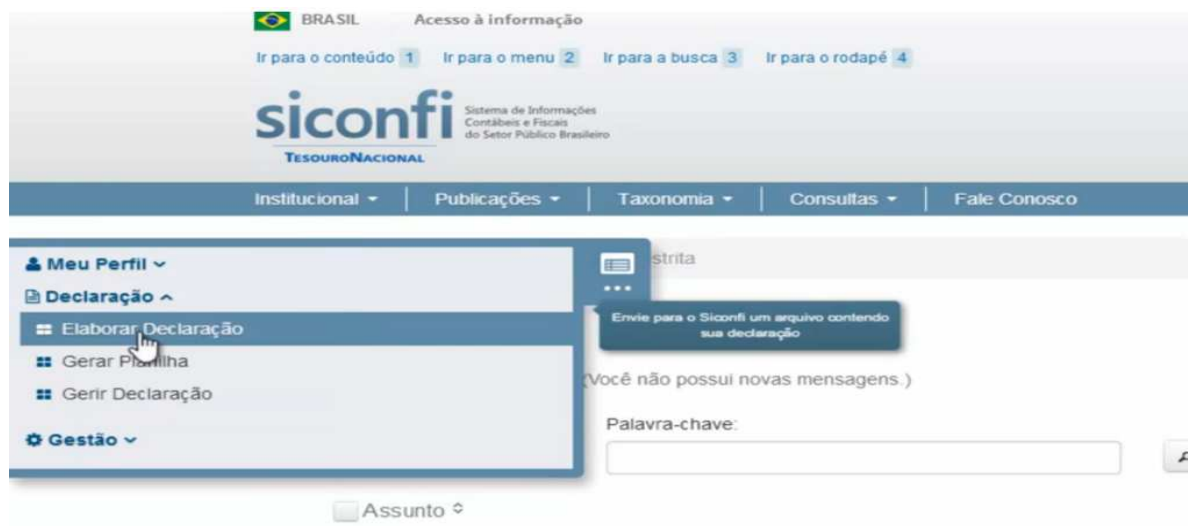 BRASIL Acesso à informação
Ir para o conteúdo 1 Ir para o menu 2 Ir para a busca 3 Ir para o rodapé 4
siconfi
Sistema de Informações
Contábeis e Fiscais
do Setor Público Brasileiro
TESOURONACIONAL
Institucional Publicações Taxonomia Consultas Fale Conosco
Meu Perfil
strita
Declaração
Elaborar Declaração
Envie para o Siconfi um arquivo contendo
sua declaração
Gerar Planilha
(Você não possui novas mensagens.)
Gerir Declaração
Palavra-chave:
Gestão
Assunto